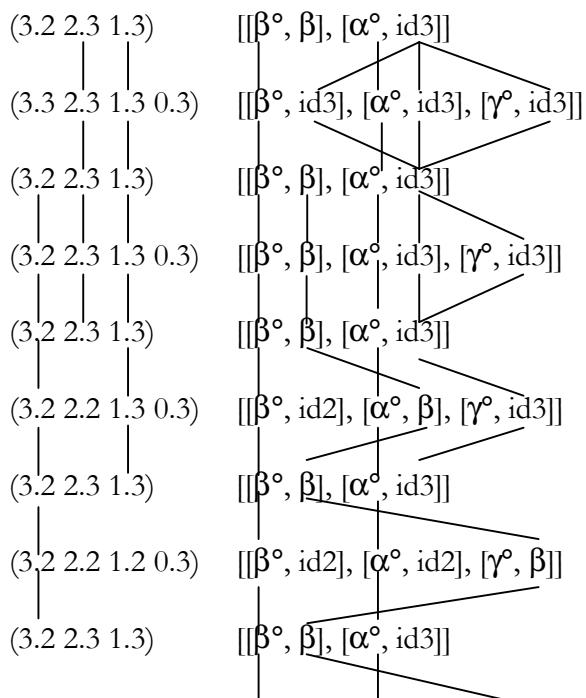 (3.2 2.3 1.3) [[β°, β], [α°, id3]]
(3.3 2.3 1.3 0.3) [[β°, id3], [α°, id3], [γ°, id3]]
(3.2 2.3 1.3) [[β°, β], [α°, id3]]
(3.2 2.3 1.3 0.3) [[β°, β], [α°, id3], [γ°, id3]]
(3.2 2.3 1.3) [[β°, β], [α°, id3]]
(3.2 2.2 1.3 0.3) [[β°, id2], [α°, β], [γ°, id3]]
(3.2 2.3 1.3) [[β°, β], [α°, id3]]
(3.2 2.2 1.2 0.3) [[β°, id2], [α°, id2], [γ°, β]]
(3.2 2.3 1.3) [[β°, β], [α°, id3]]